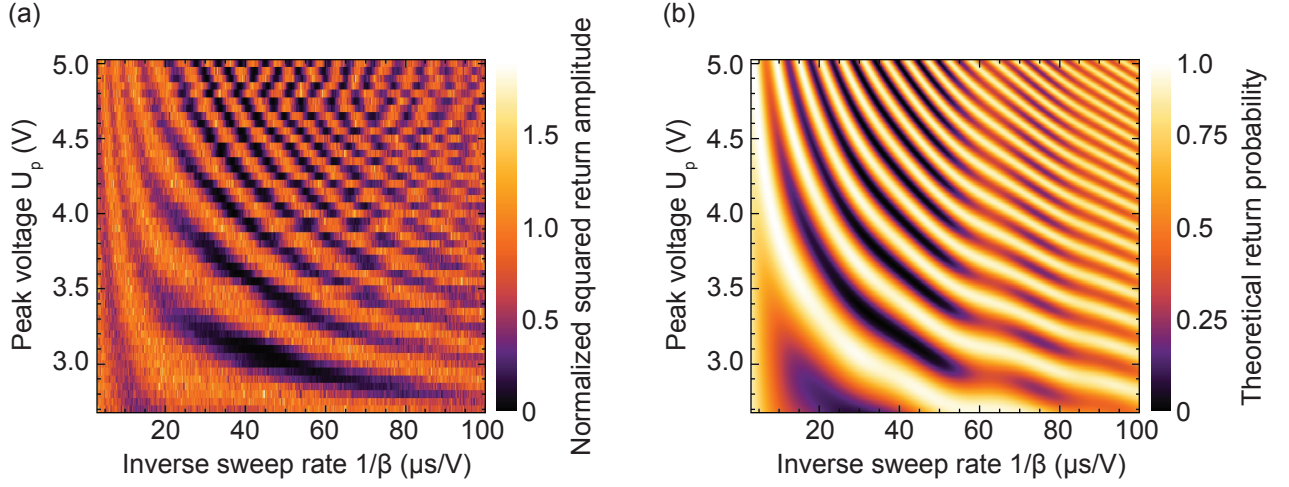 (a)
Peak voltage Uₚ (V)
5.0
4.5
4.0
3.5
3.0
20 40 60 80 100
Inverse sweep rate 1/β (μs/V)
1.5
1.0
0.5
0
Normalized squared return amplitude
(b)
Peak voltage Uₚ (V)
5.0
4.5
4.0
3.5
3.0
20 40 60 80 100
Inverse sweep rate 1/β (μs/V)
1.0
0.75
0.5
0.25
0
Theoretical return probability